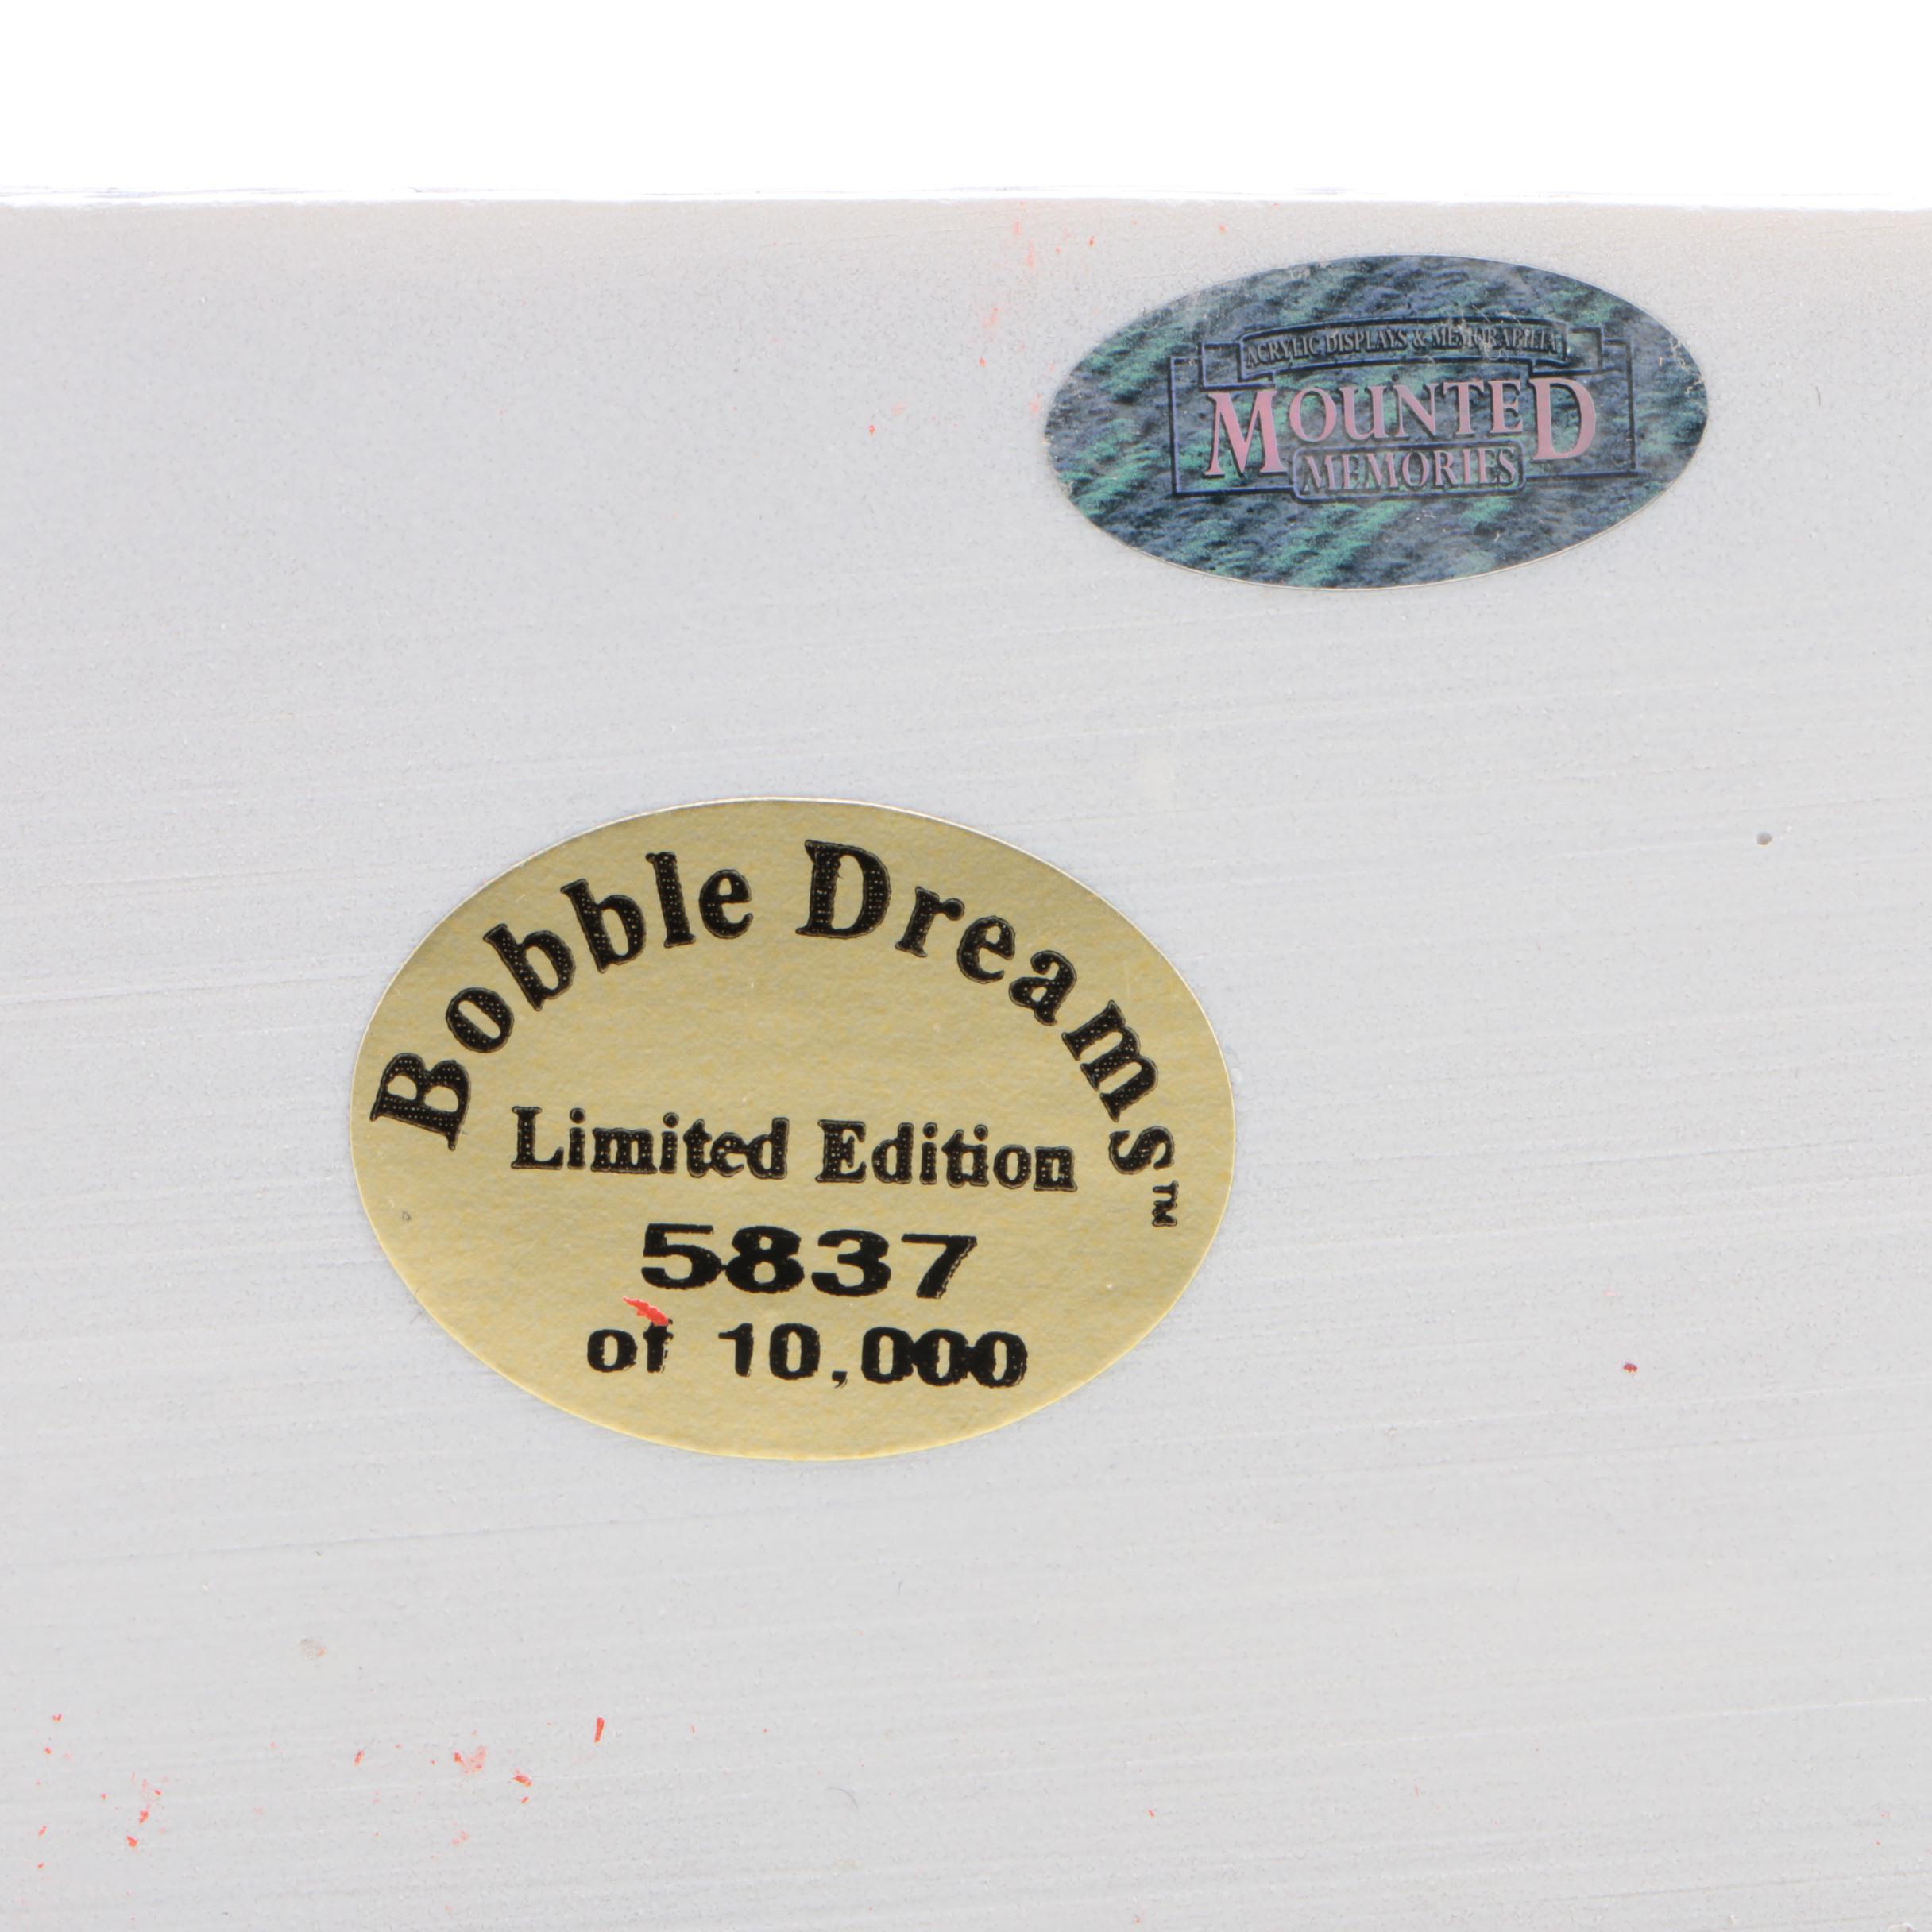 ACRYLIC DISPLAYS & MEMORABILIA
MOUNTED
MEMORIES
Bobble Dreams™
Limited Edition
5837
of 10,000